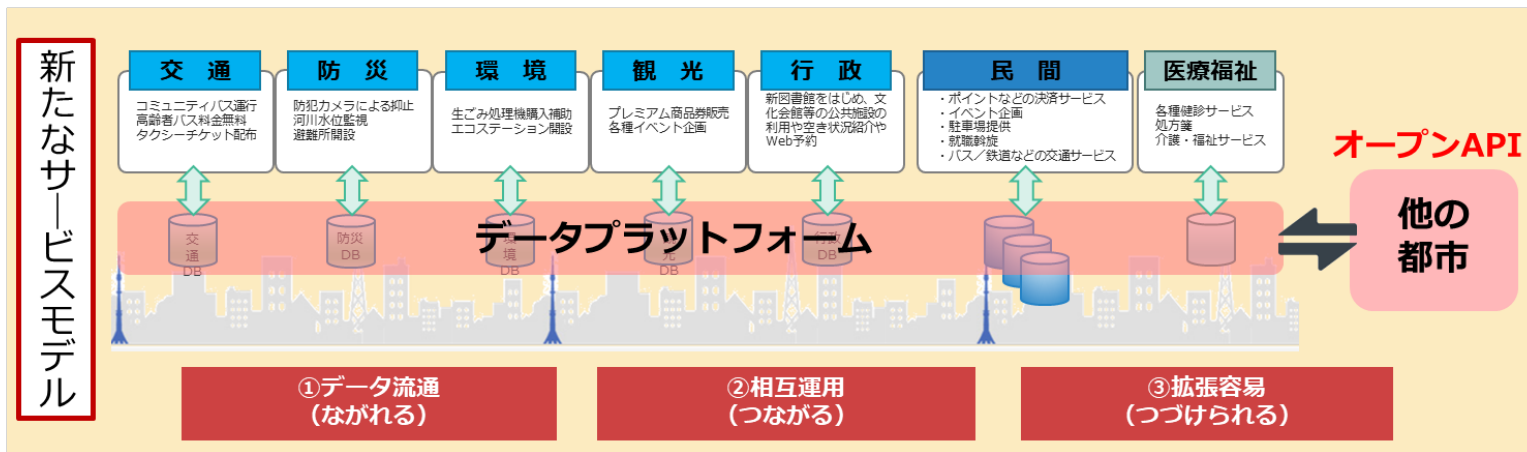 新たなサービスモデル
交　通
コミュニティバス運行
高齢者バス料金無料
タクシーチケット配布
防　災
防犯カメラによる抑止
河川水位監視
避難所開設
環　境
生ごみ処理機購入補助
エコステーション開設
観　光
プレミアム商品券販売
各種イベント企画
行　政
新図書館をはじめ、文
化会館等の公共施設の
利用や空き状況紹介や
Web予約
民　間
・ポイントなどの決済サービス
・イベント企画
・駐車場提供
・就職斡旋
・バス／鉄道などの交通サービス
医療福祉
各種健診サービス
処方箋
介護・福祉サービス
オープンAPI
他の
都市
データプラットフォーム
交
通
DB
防災
DB
環
境
DB
光
DB
行政
DB
①データ流通
（ながれる）
②相互運用
（つながる）
③拡張容易
（つづけられる）